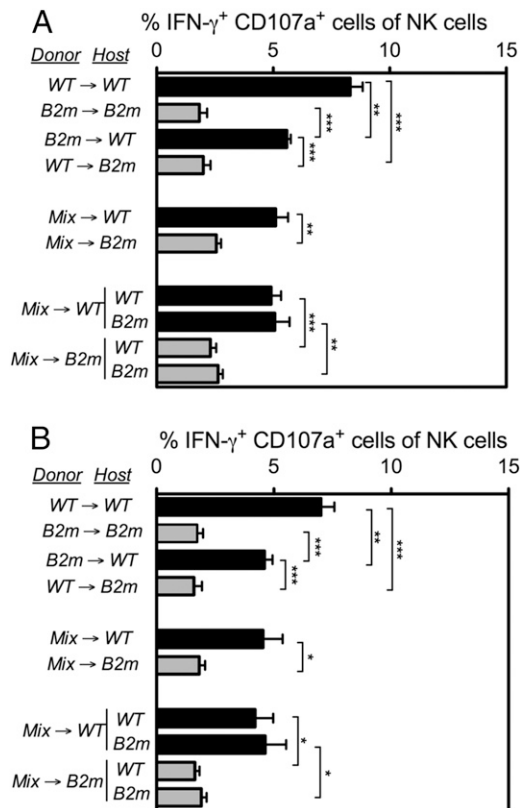 A
% IFN-γ+ CD107a+ cells of NK cells
Donor Host
0 5 10 15
WT → WT
B2m → B2m
B2m → WT
WT → B2m
** *** *** ***
Mix → WT
Mix → B2m
**
Mix → WT WT
B2m
Mix → B2m WT
B2m
*** **
B
% IFN-γ+ CD107a+ cells of NK cells
Donor Host
0 5 10 15
WT → WT
B2m → B2m
B2m → WT
WT → B2m
*** *** ** ***
Mix → WT
Mix → B2m
*
Mix → WT WT
B2m
Mix → B2m WT
B2m
* *